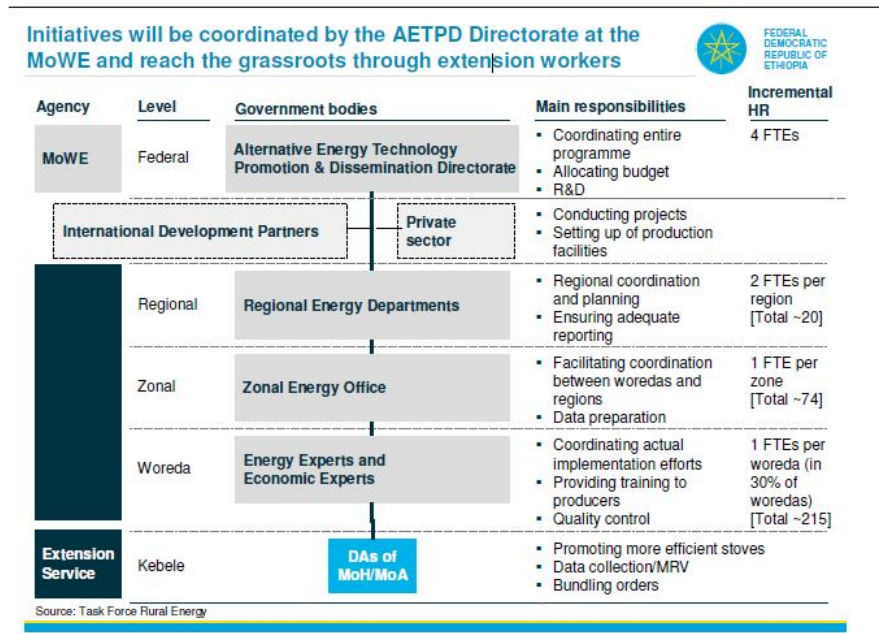 Initiatives will be coordinated by the AETPD Directorate at the
MoWE and reach the grassroots through extension workers
FEDERAL
DEMOCRATIC
REPUBLIC OF
ETHIOPIA
Agency
Level
Government bodies
Main responsibilities
Incremental
HR
MoWE
Federal
Alternative Energy Technology
Promotion & Dissemination Directorate
▪ Coordinating entire
programme
▪ Allocating budget
▪ R&D
4 FTEs
International Development Partners
Private
sector
▪ Conducting projects
▪ Setting up of production
facilities
Regional
Regional Energy Departments
▪ Regional coordination
and planning
▪ Ensuring adequate
reporting
2 FTEs per
region
[Total ~20]
Zonal
Zonal Energy Office
▪ Facilitating coordination
between woredas and
regions
▪ Data preparation
1 FTE per
zone
[Total ~74]
Woreda
Energy Experts and
Economic Experts
▪ Coordinating actual
implementation efforts
▪ Providing training to
producers
▪ Quality control
1 FTEs per
woreda (in
30% of
woredas)
[Total ~215]
Extension
Service
Kebele
DAs of
MoH/MoA
▪ Promoting more efficient stoves
▪ Data collection/MRV
▪ Bundling orders
Source: Task Force Rural Energy